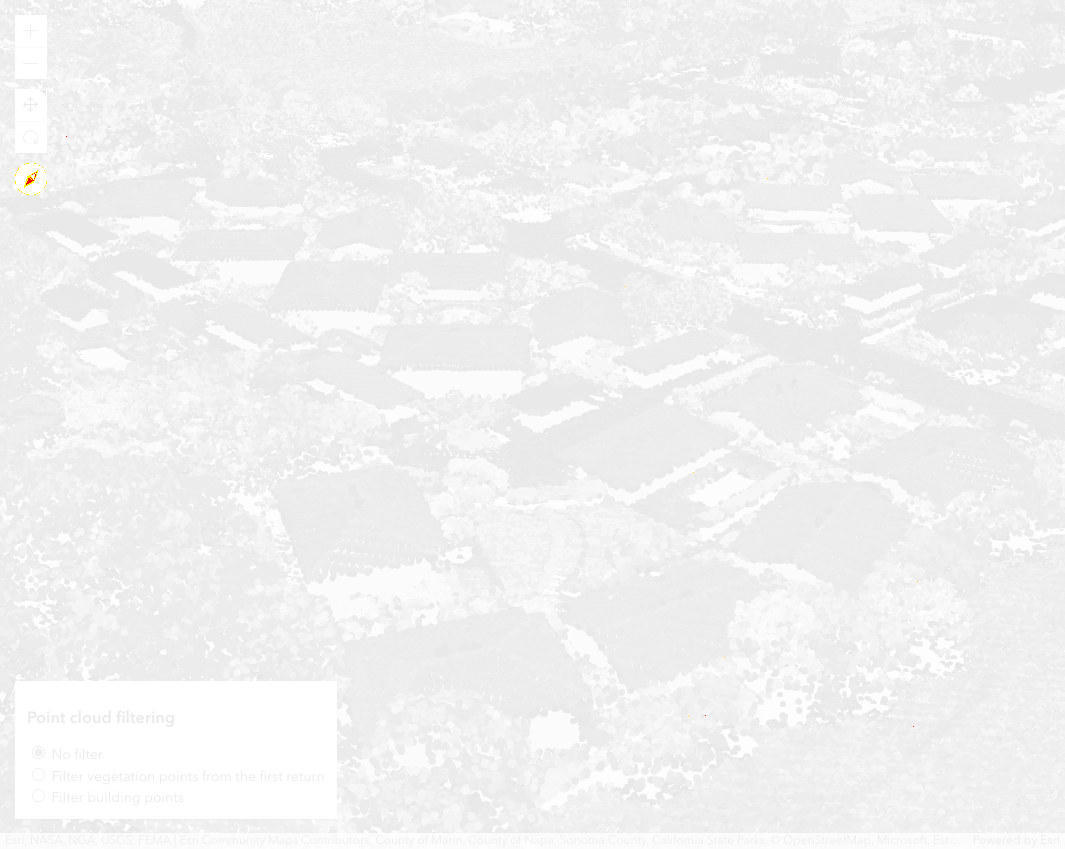 Point cloud filtering
No filter
Filter vegetation points from the first return
Filter building points
Esri, NASA, NGA, USGS, FEMA | Esri Community Maps Contributors, County of Marin, County of Napa, Sonoma County, California State Parks, © OpenStreetMap, Microsoft, Esri Powered by Esri